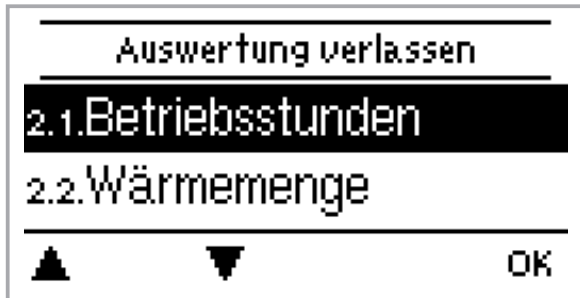 Auswertung verlassen
2.1.Betriebsstunden
2.2.Wärmemenge
▲ ▼ OK